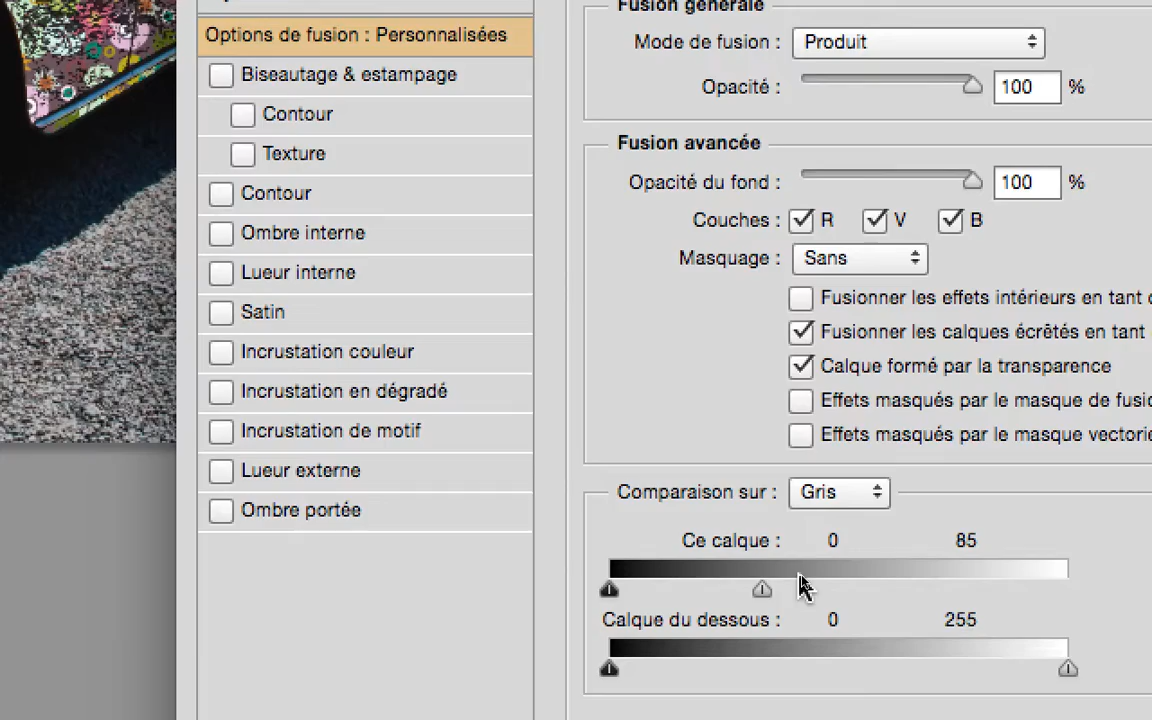 Fusion générale
Options de fusion : Personnalisées
Mode de fusion : Produit
Biseautage & estampage
Opacité : 100 %
Contour
Fusion avancée
Texture
Opacité du fond : 100 %
Contour
Couches : R V B
Ombre interne
Masquage : Sans
Lueur interne
Fusionner les effets intérieurs en tant
Satin
Fusionner les calques écrêtés en tant
Incrustation couleur
Calque formé par la transparence
Incrustation en dégradé
Effets masqués par le masque de
Incrustation de motif
Effets masqués par le masque
Lueur externe
Comparaison sur : Gris
Ombre portée
Ce calque : 0 85
Calque du dessous : 0 255